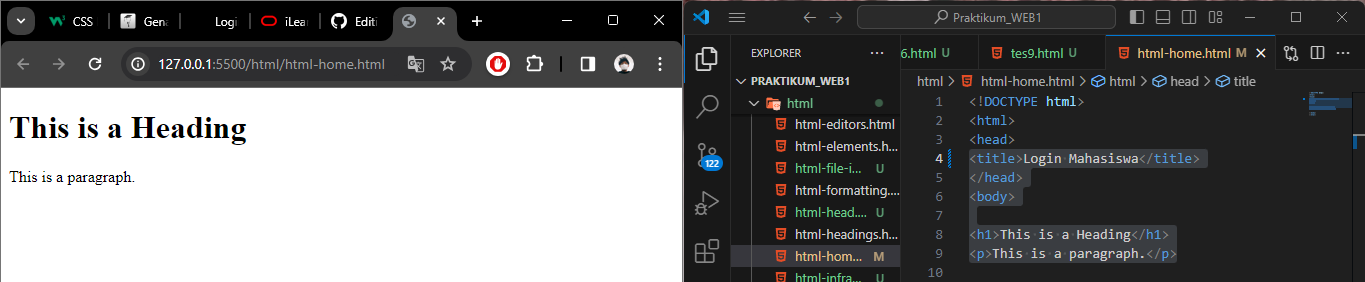 CSS
Gen
Login
iLear
Editi
127.0.0.1:5500/html/html-home.html
This is a Heading
This is a paragraph.
Praktikum_WEB1
EXPLORER
PRAKTIKUM_WEB1
html
html-editors.html
html-elements.h...
html-file-i... U
html-formatting....
html-head.... U
html-headings.h...
html-hom... M
html-infra... U
122
6.html U
tes9.html U
html-home.html M
html > html-home.html > html > head > title
1 <!DOCTYPE html>
2 <html>
3 <head>
4 <title>Login Mahasiswa</title>
5 </head>
6 <body>
7
8 <h1>This is a Heading</h1>
9 <p>This is a paragraph.</p>
10